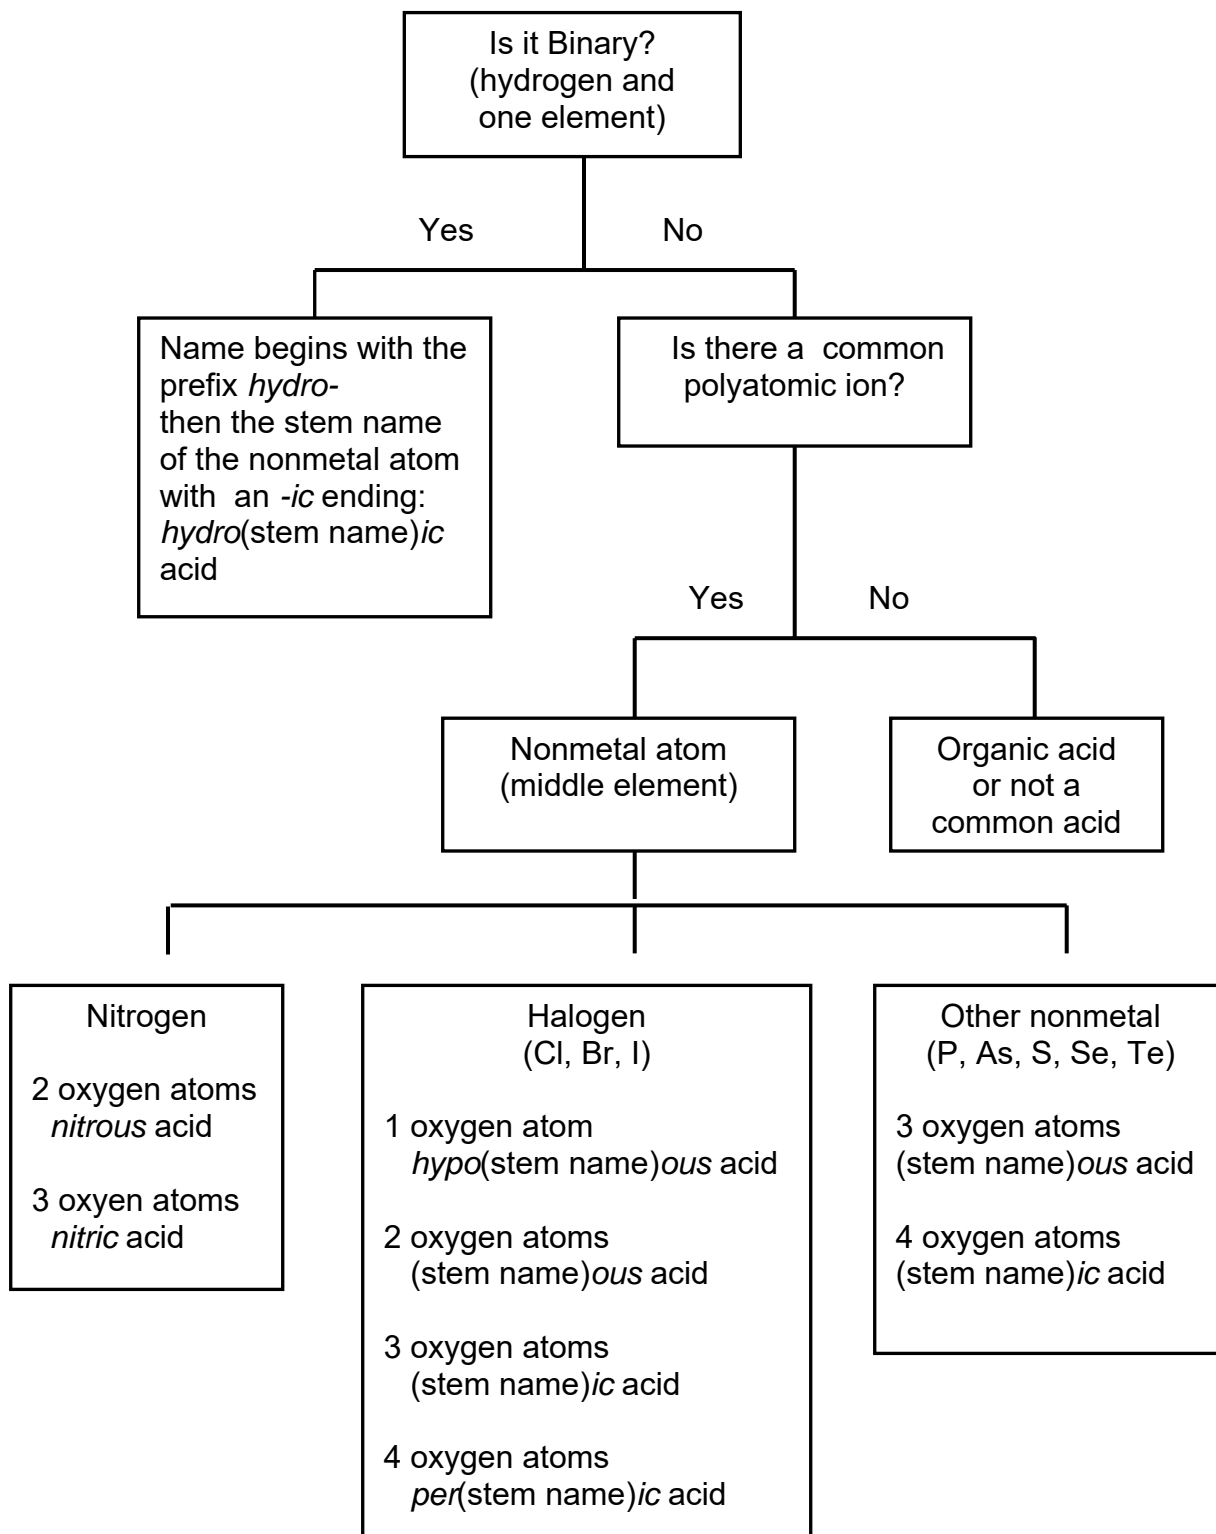 Is it Binary?
(hydrogen and
one element)
Yes
No
Name begins with the
prefix hydro-
then the stem name
of the nonmetal atom
with an -ic ending:
hydro(stem name)ic
acid
Is there a common
polyatomic ion?
Yes
No
Nonmetal atom
(middle element)
Organic acid
or not a
common acid
Nitrogen
2 oxygen atoms
nitrous acid
3 oxyen atoms
nitric acid
Halogen
(Cl, Br, I)
1 oxygen atom
hypo(stem name)ous acid
2 oxygen atoms
(stem name)ous acid
3 oxygen atoms
(stem name)ic acid
4 oxygen atoms
per(stem name)ic acid
Other nonmetal
(P, As, S, Se, Te)
3 oxygen atoms
(stem name)ous acid
4 oxygen atoms
(stem name)ic acid